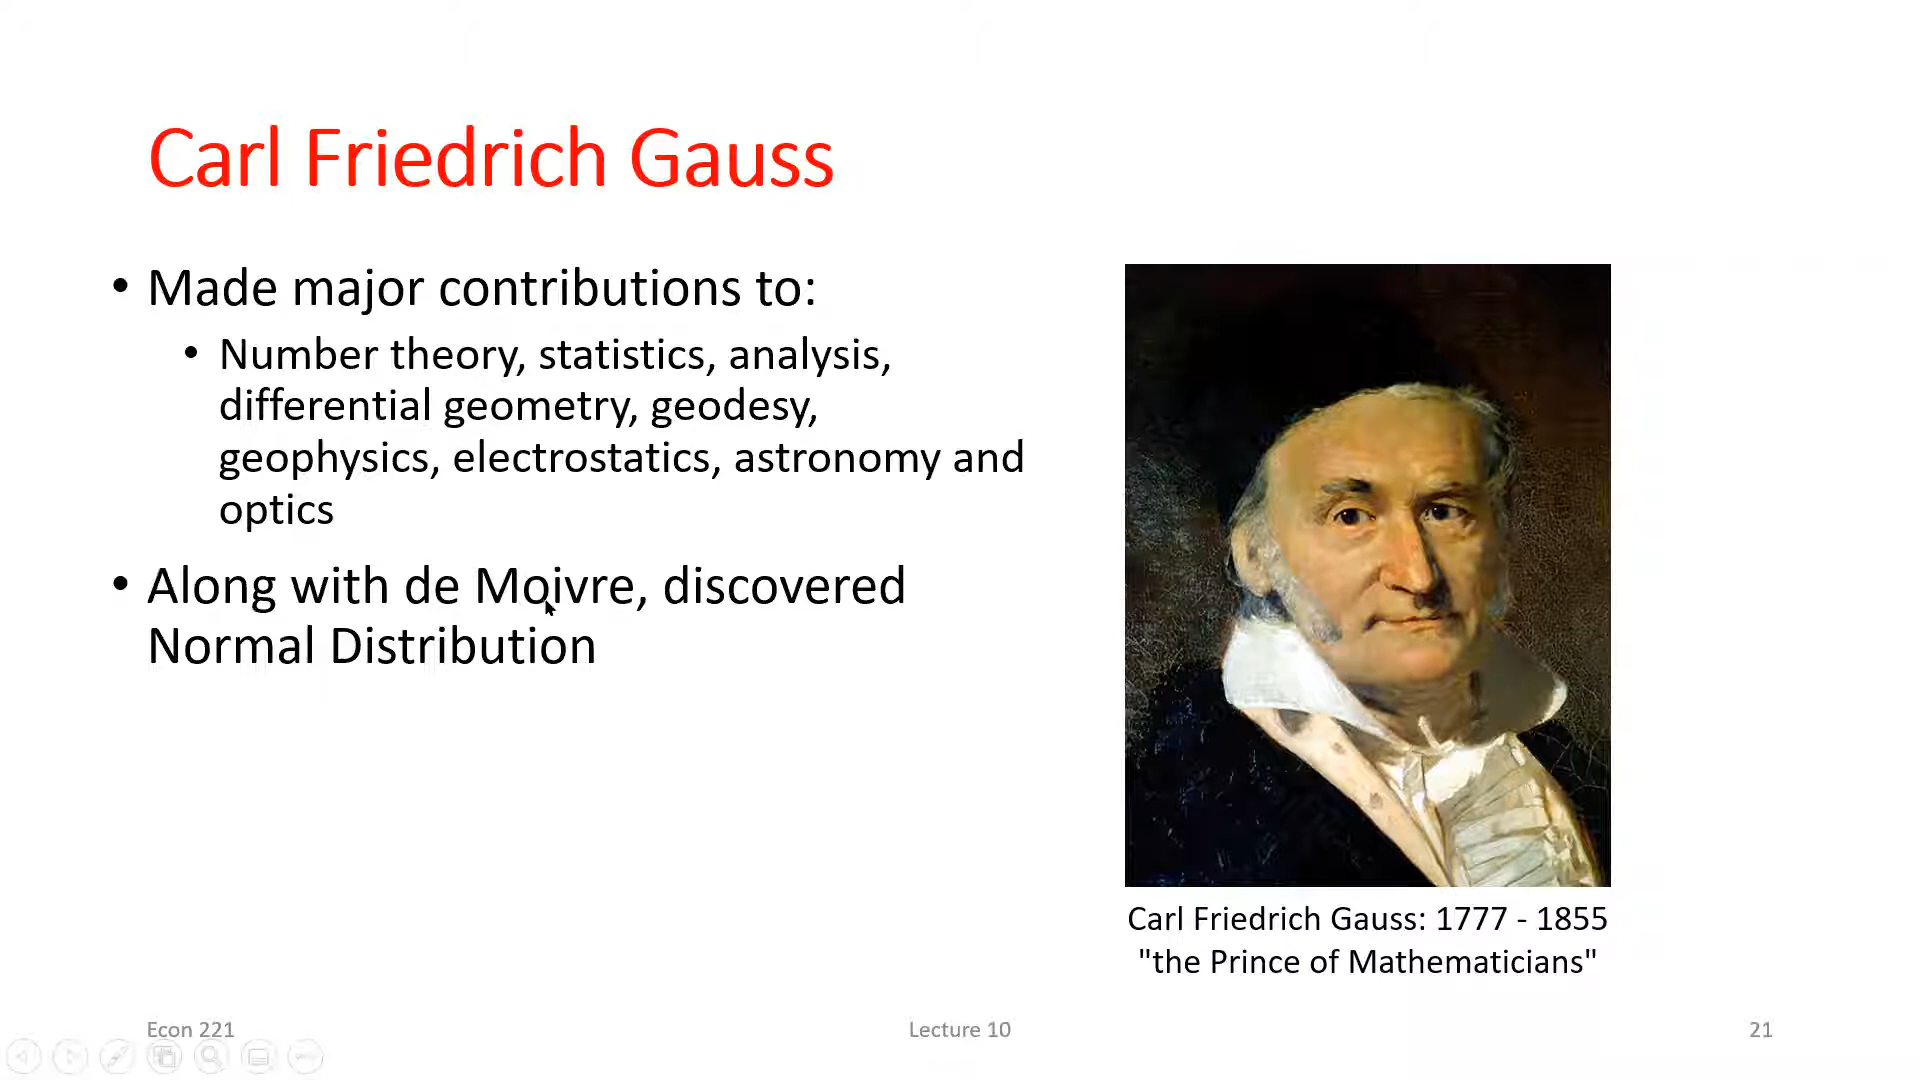 Carl Friedrich Gauss
• Made major contributions to:
• Number theory, statistics, analysis,
differential geometry, geodesy,
geophysics, electrostatics, astronomy and
optics
• Along with de Moivre, discovered
Normal Distribution
Carl Friedrich Gauss: 1777 - 1855
"the Prince of Mathematicians"
Econ 221
Lecture 10
21